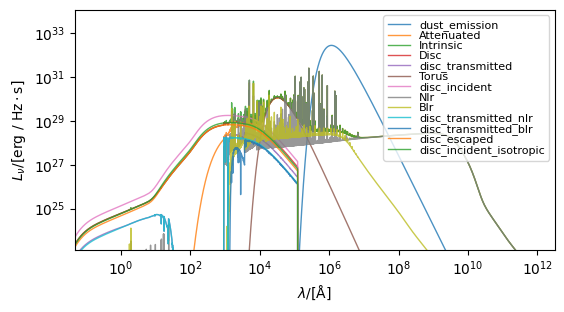 10^33
10^31
10^29
10^27
10^25
L_ν/[erg / Hz · s]
dust_emission
Attenuated
Intrinsic
Disc
disc_transmitted
Torus
disc_incident
Nlr
Blr
disc_transmitted_nlr
disc_transmitted_blr
disc_escaped
disc_incident_isotropic
10^0 10^2 10^4 10^6 10^8 10^10 10^12
λ/[Å]